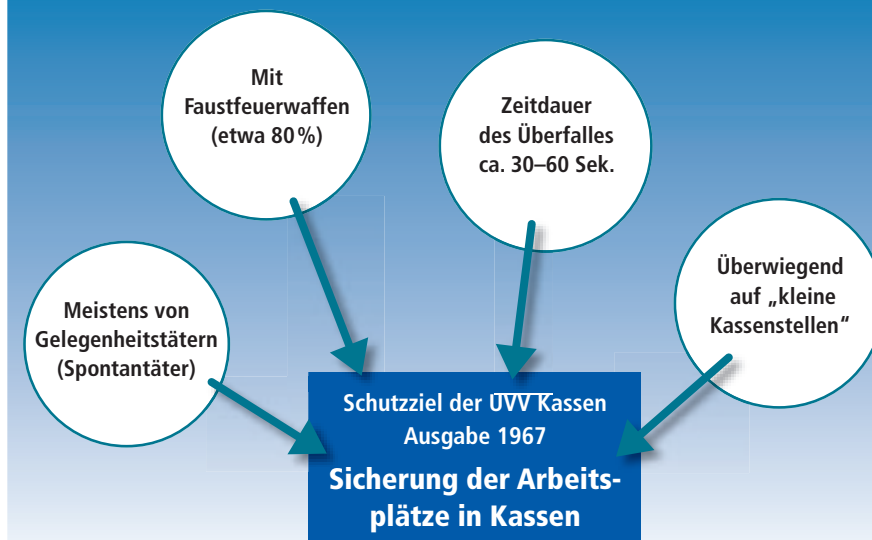 Mit
Faustfeuerwaffen
(etwa 80 %)
Zeitdauer
des Überfalles
ca. 30–60 Sek.
Meistens von
Gelegenheitstätern
(Spontantäter)
Überwiegend
auf „kleine
Kassenstellen“
Schutzziel der UVV Kassen
Ausgabe 1967
Sicherung der Arbeits-
plätze in Kassen